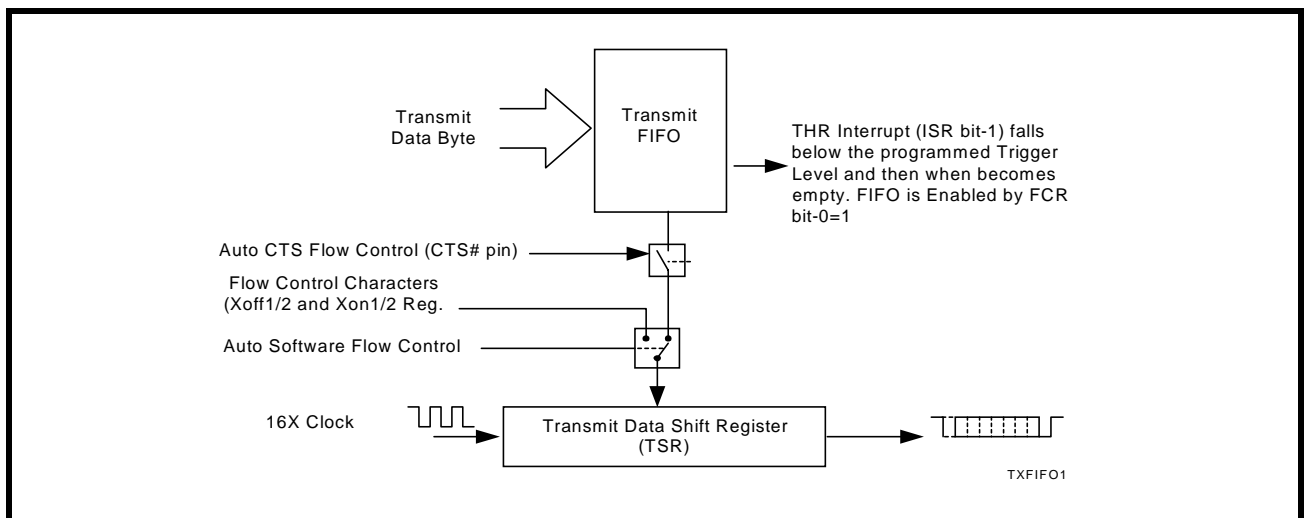 Transmit
Data Byte
Transmit
FIFO
THR Interrupt (ISR bit-1) falls
below the programmed Trigger
Level and then when becomes
empty. FIFO is Enabled by FCR
bit-0=1
Auto CTS Flow Control (CTS# pin)
Flow Control Characters
(Xoff1/2 and Xon1/2 Reg.
Auto Software Flow Control
16X Clock
Transmit Data Shift Register
(TSR)
TXFIFO1